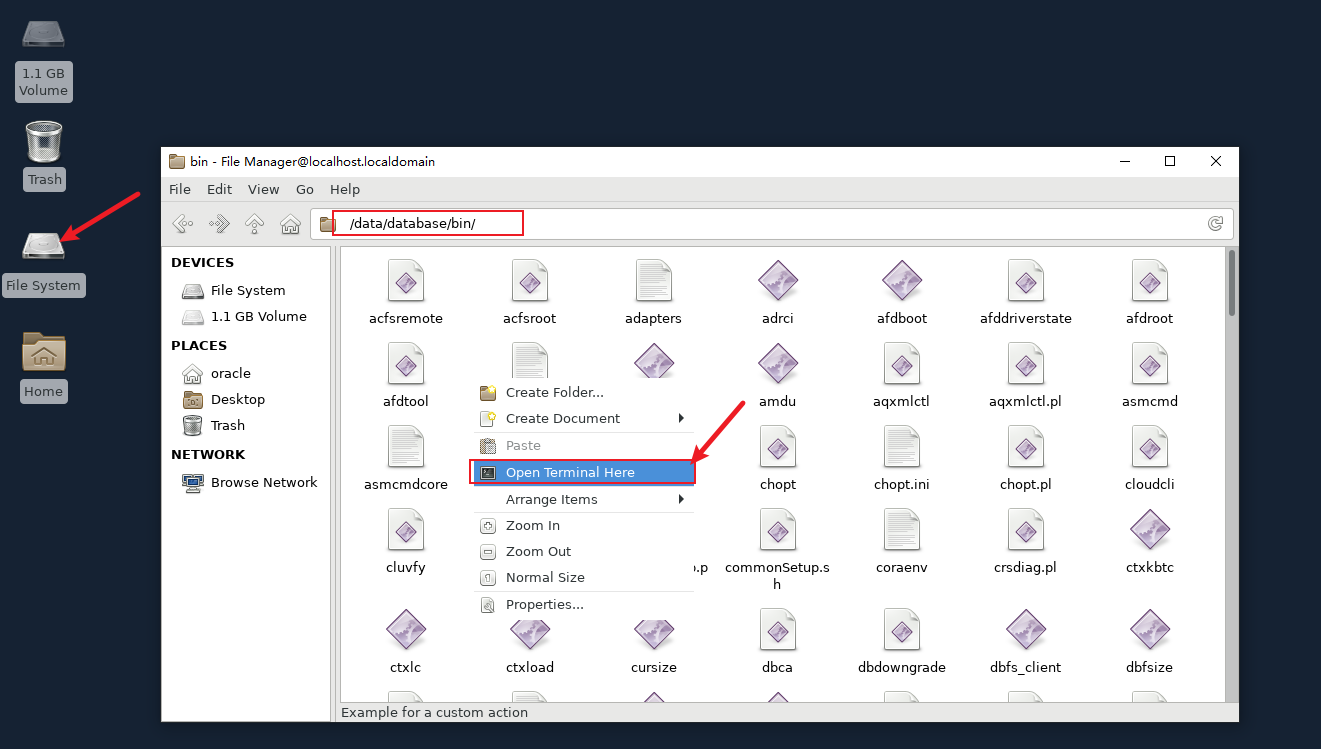 1.1 GB
Volume
Trash
File System
Home
bin - File Manager@localhost.localdomain
File Edit View Go Help
/data/database/bin/
DEVICES
File System
1.1 GB Volume
PLACES
oracle
Desktop
Trash
NETWORK
Browse Network
acfsremote acfsroot adapters adrci afdboot afddriverstate afdroot
afdtool amdu aqxmlctl aqxmlctl.pl asmcmd
asmcmdcore chopt chopt.ini chopt.pl cloudcli
cluvfy .p commonSetup.s
h coraenv crsdiag.pl ctxkbtc
ctxlc ctxload cursize dbca dbdowngrade dbfs_client dbfsize
Create Folder...
Create Document
Paste
Open Terminal Here
Arrange Items
Zoom In
Zoom Out
Normal Size
Properties...
Example for a custom action